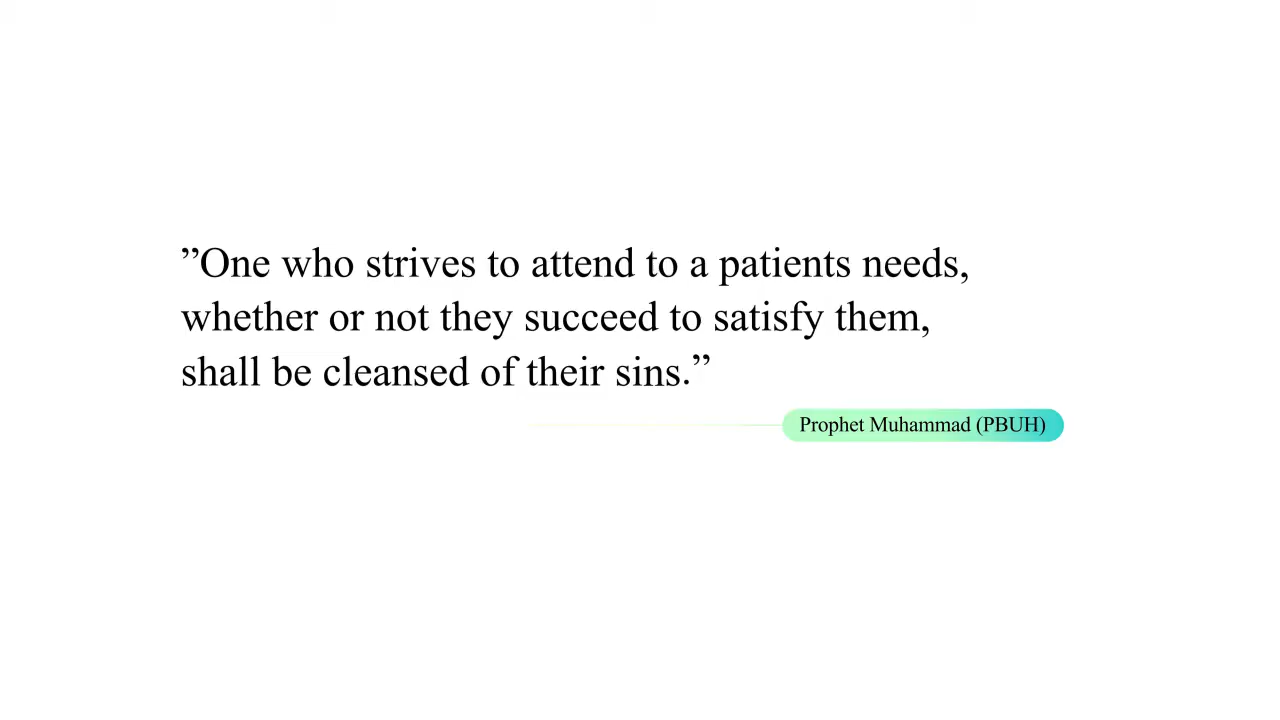 ”One who strives to attend to a patients needs,
whether or not they succeed to satisfy them,
shall be cleansed of their sins.”
Prophet Muhammad (PBUH)